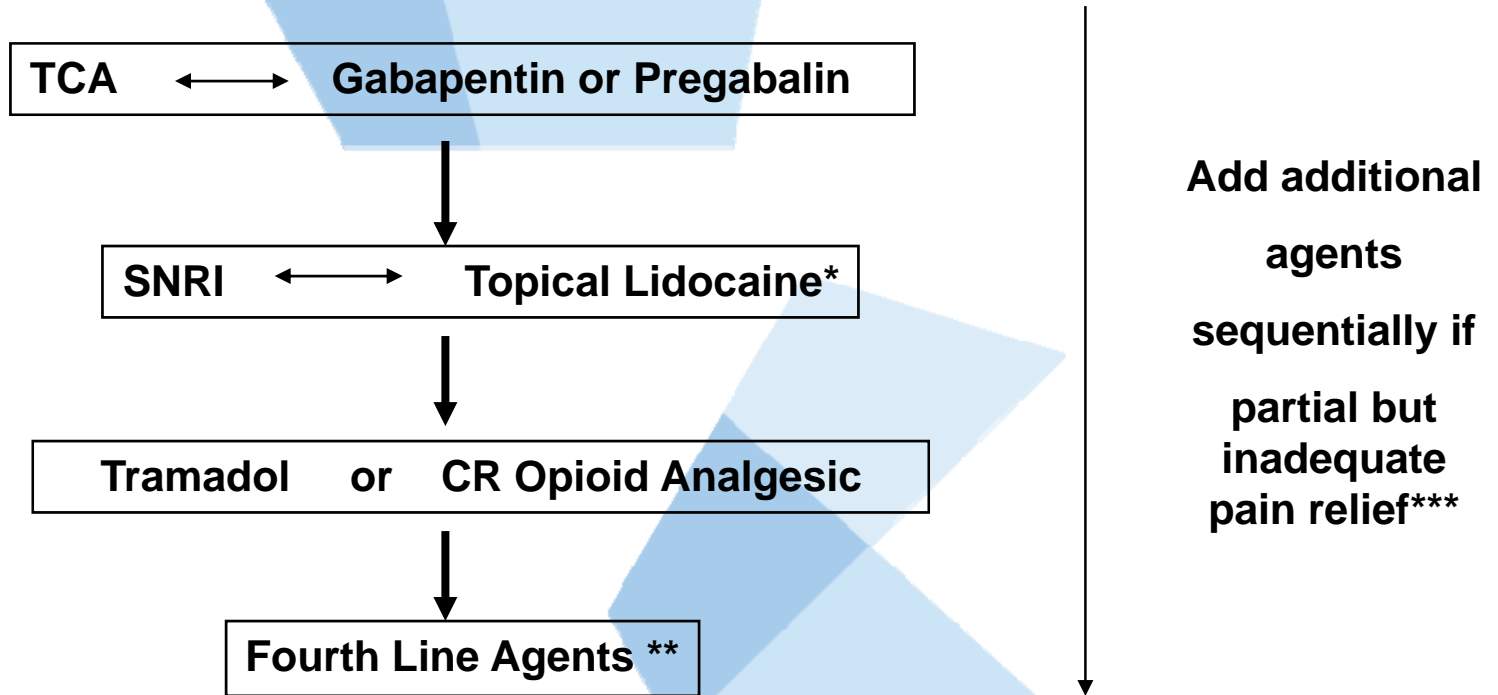 TCA Gabapentin or Pregabalin
SNRI Topical Lidocaine*
Tramadol or CR Opioid Analgesic
Fourth Line Agents **
Add additional
agents
sequentially if
partial but
inadequate
pain relief***